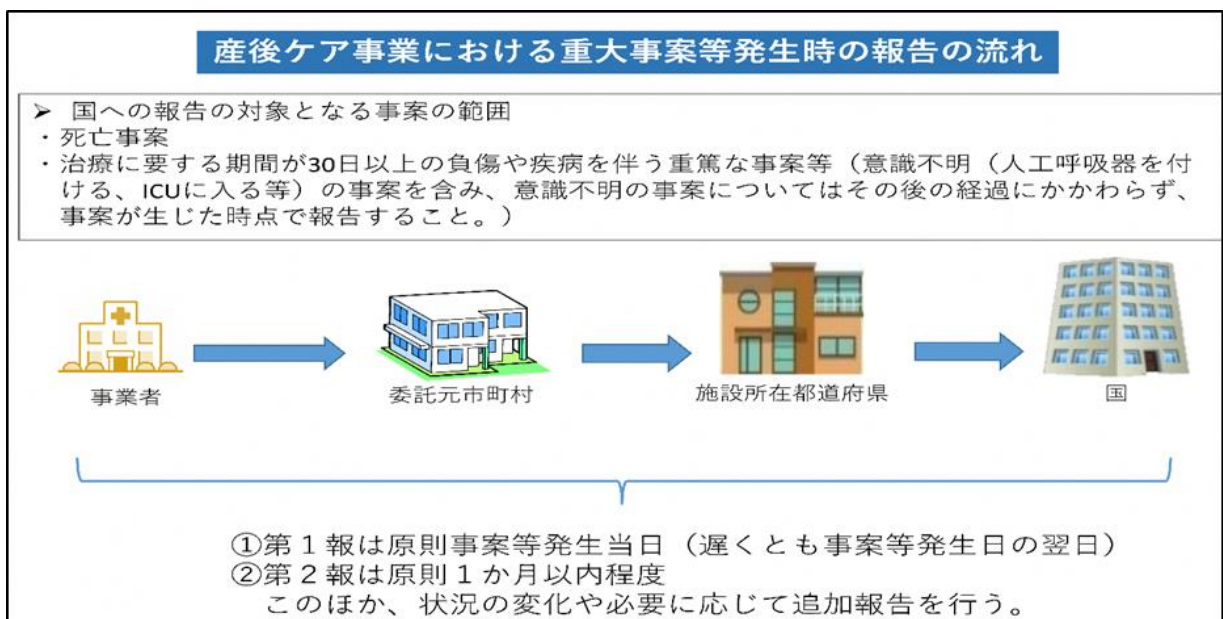 産後ケア事業における重大事案等発生時の報告の流れ
➤ 国への報告の対象となる事案の範囲
・死亡事案
・治療に要する期間が30日以上の負傷や疾病を伴う重篤な事案等（意識不明（人工呼吸器を付
ける、ICUに入る等）の事案を含み、意識不明の事案についてはその後の経過にかかわらず、
事案が生じた時点で報告すること。）
事業者
委託元市町村
施設所在都道府県
国
①第１報は原則事案等発生当日（遅くとも事案等発生日の翌日）
②第２報は原則１か月以内程度
このほか、状況の変化や必要に応じて追加報告を行う。